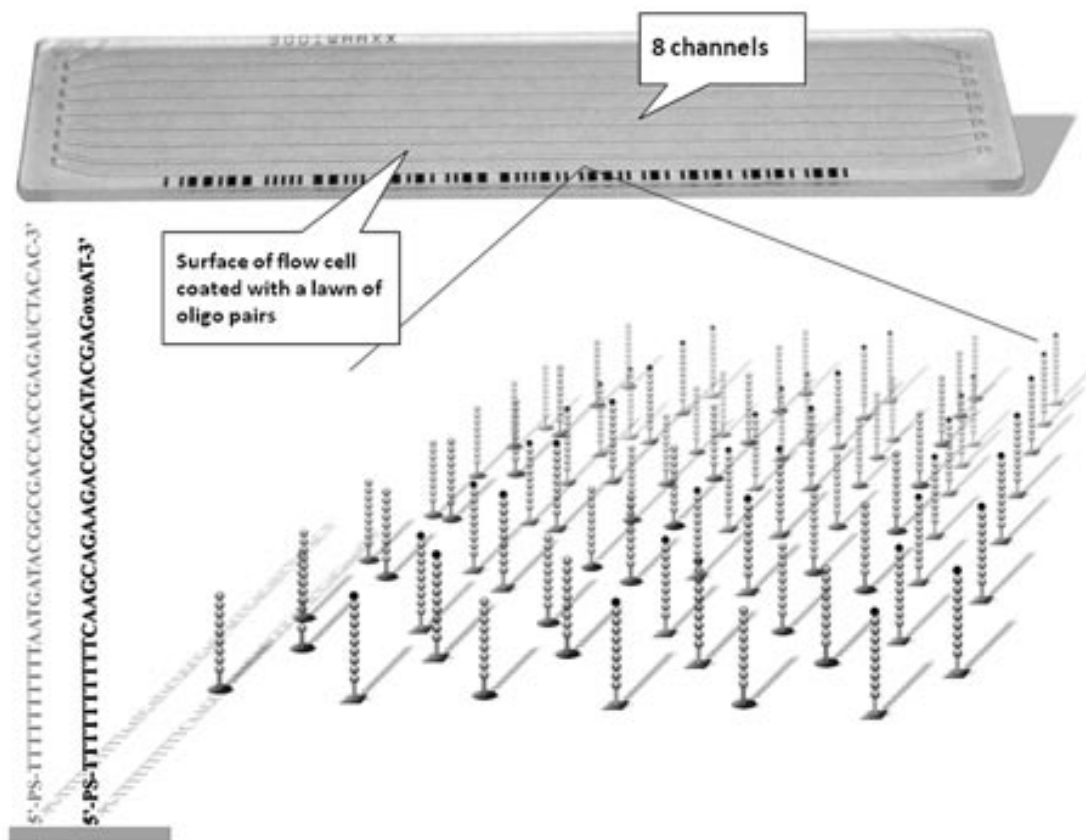 8 channels
Surface of flow cell
coated with a lawn of
oligo pairs
5'-PS-TTTTTTTTTTAATGATACGGCGACCACCGAGAUCTACAC-3'
5'-PS-TTTTTTTTTTCAAGCAGAAGACGGCATACGAGoxoAT-3'